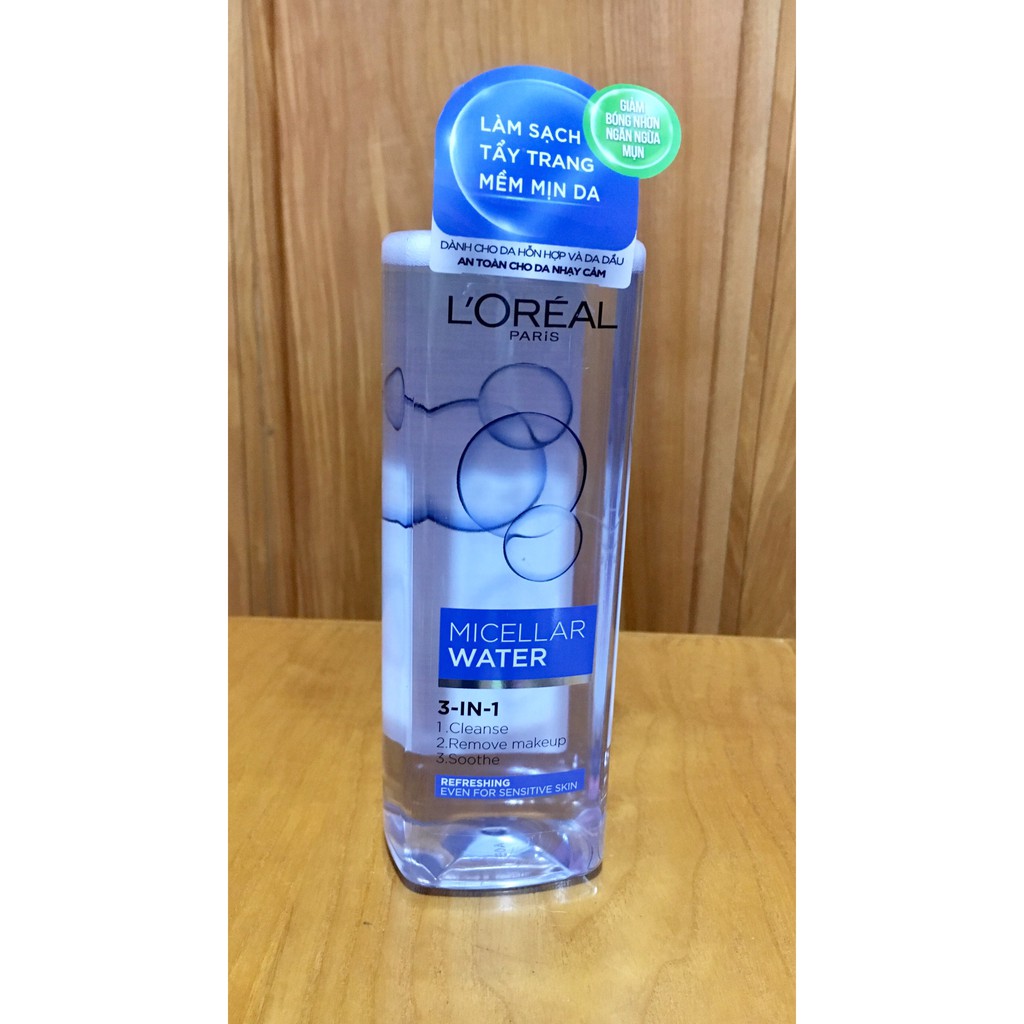 LÀM SẠCH
TẨY TRANG
MỀM MỊN DA
GIẢM
BÓNG NHỜN
NGĂN NGỪA
MỤN
DÀNH CHO DA HỖN HỢP VÀ DA DẦU
AN TOÀN CHO DA NHẠY CẢM
L'ORÉAL
PARiS
MICELLAR
WATER
3-IN-1
1.Cleanse
2.Remove makeup
3.Soothe
REFRESHING
EVEN FOR SENSITIVE SKIN